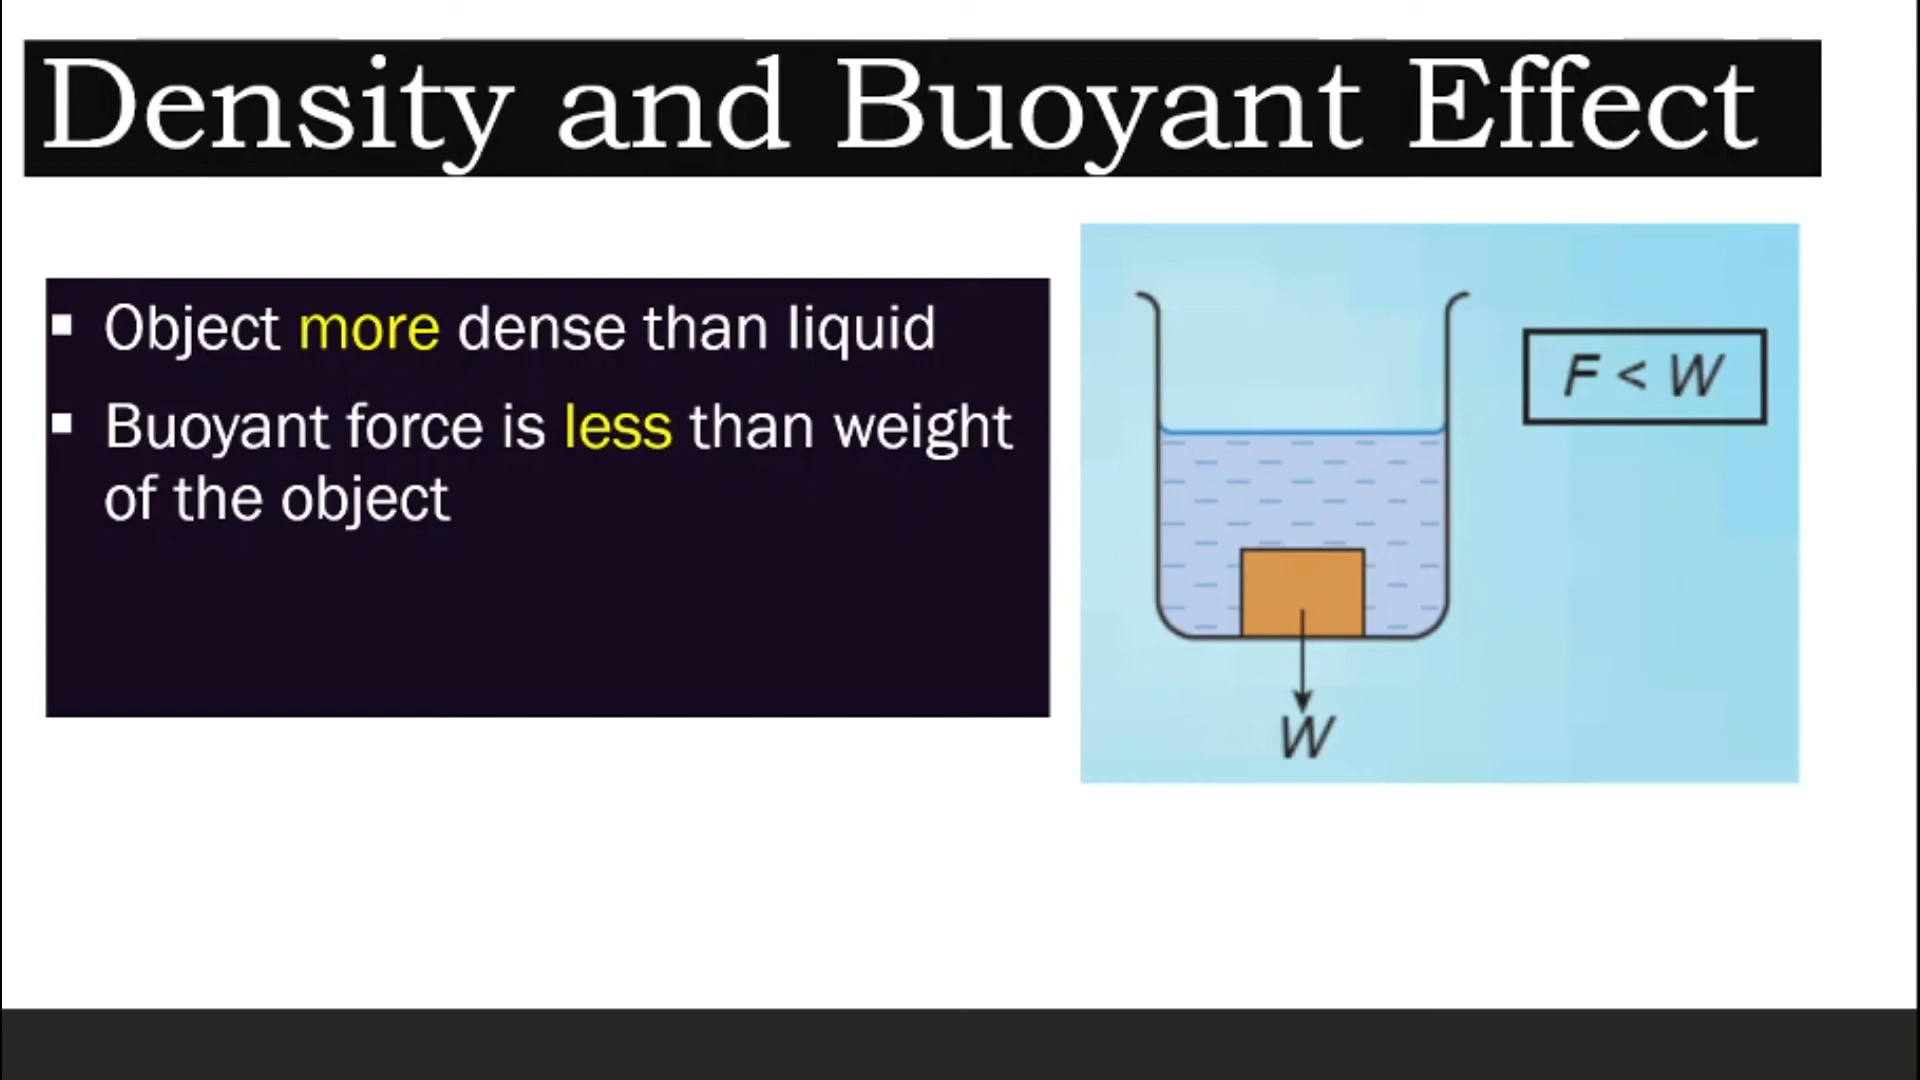 Density and Buoyant Effect
▪ Object more dense than liquid
▪ Buoyant force is less than weight
of the object
F < W
W